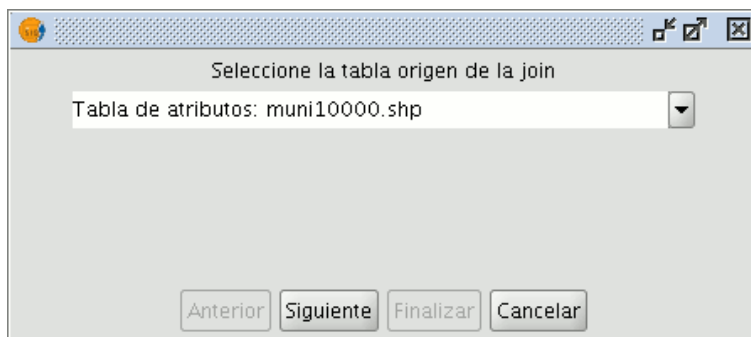 Seleccione la tabla origen de la join
Tabla de atributos: muni10000.shp
Anterior Siguiente Finalizar Cancelar